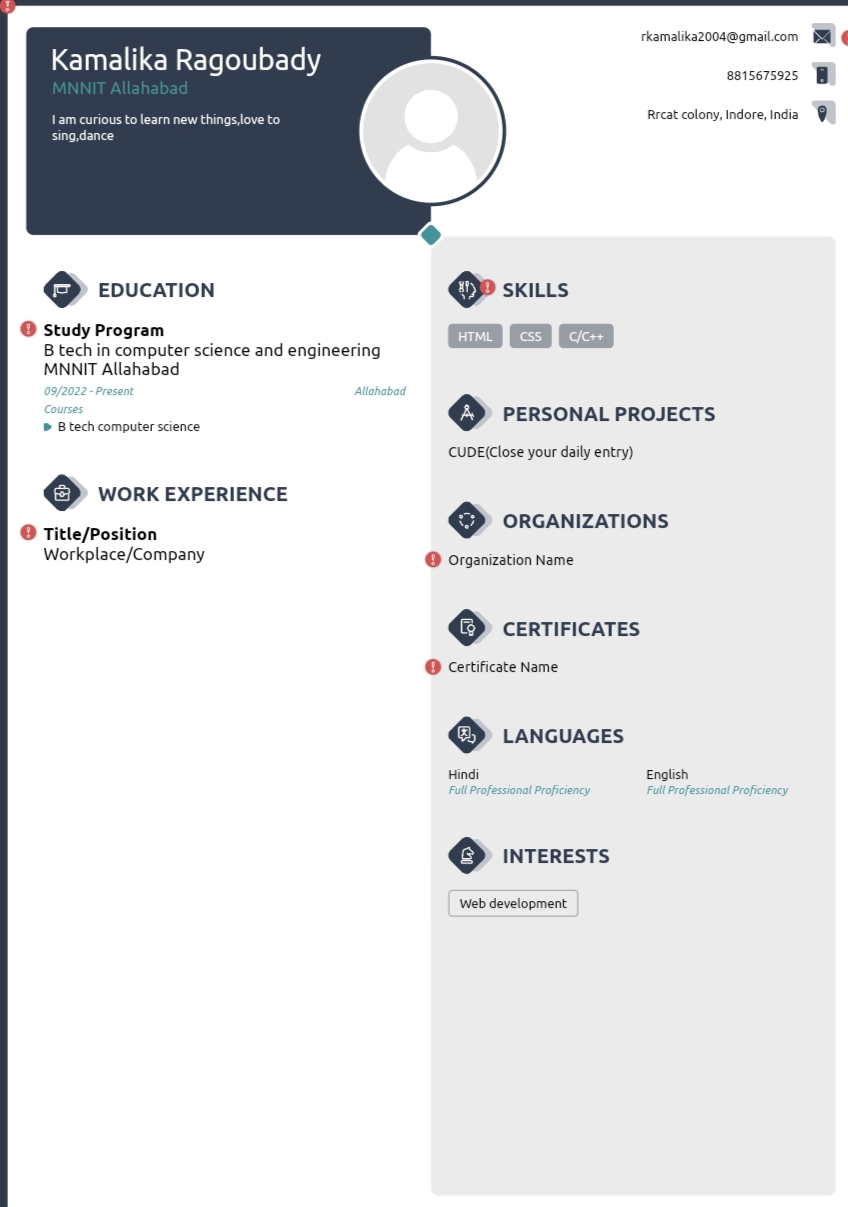 Kamalika Ragoubady
MNNIT Allahabad
I am curious to learn new things,love to
sing,dance
rkamalika2004@gmail.com
8815675925
Rrcat colony, Indore, India
EDUCATION
Study Program
B tech in computer science and engineering
MNNIT Allahabad
09/2022 - Present
Allahabad
Courses
B tech computer science
WORK EXPERIENCE
Title/Position
Workplace/Company
SKILLS
HTML
CSS
C/C++
PERSONAL PROJECTS
CUDE(Close your daily entry)
ORGANIZATIONS
Organization Name
CERTIFICATES
Certificate Name
LANGUAGES
Hindi
Full Professional Proficiency
English
Full Professional Proficiency
INTERESTS
Web development